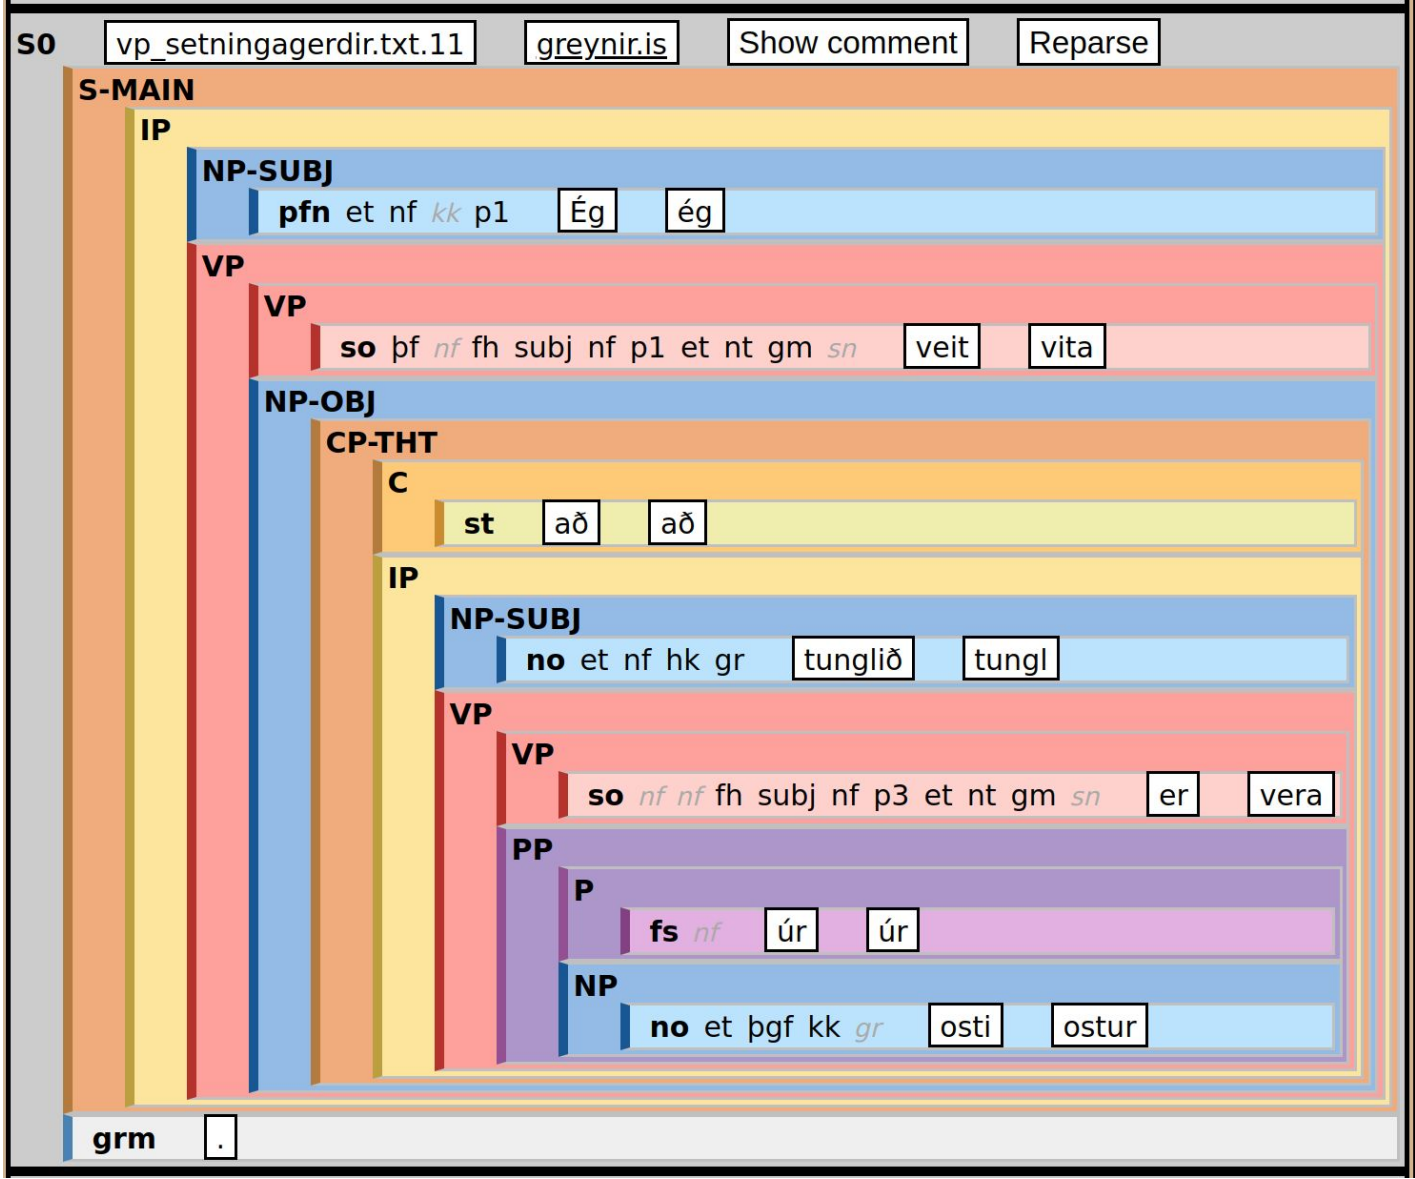 S0 vp_setningagerdir.txt.11 greynir.is Show comment Reparse
S-MAIN
IP
NP-SUBJ
pfn et nf kk p1 Ég ég
VP
VP
so þf nf fh subj nf p1 et nt gm sn veit vita
NP-OBJ
CP-THT
C
st að að
IP
NP-SUBJ
no et nf hk gr tunglið tungl
VP
VP
so nf nf fh subj nf p3 et nt gm sn er vera
PP
P
fs nf úr úr
NP
no et þgf kk gr osti ostur
grm .